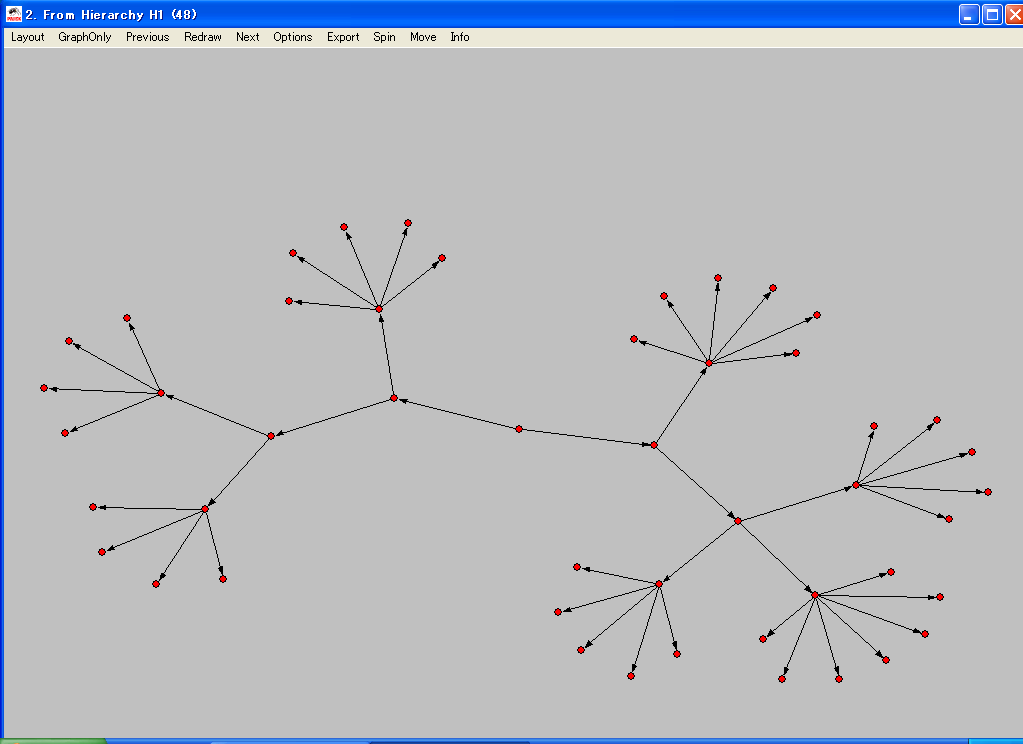 2. From Hierarchy H1 (48)
Layout GraphOnly Previous Redraw Next Options Export Spin Move Info